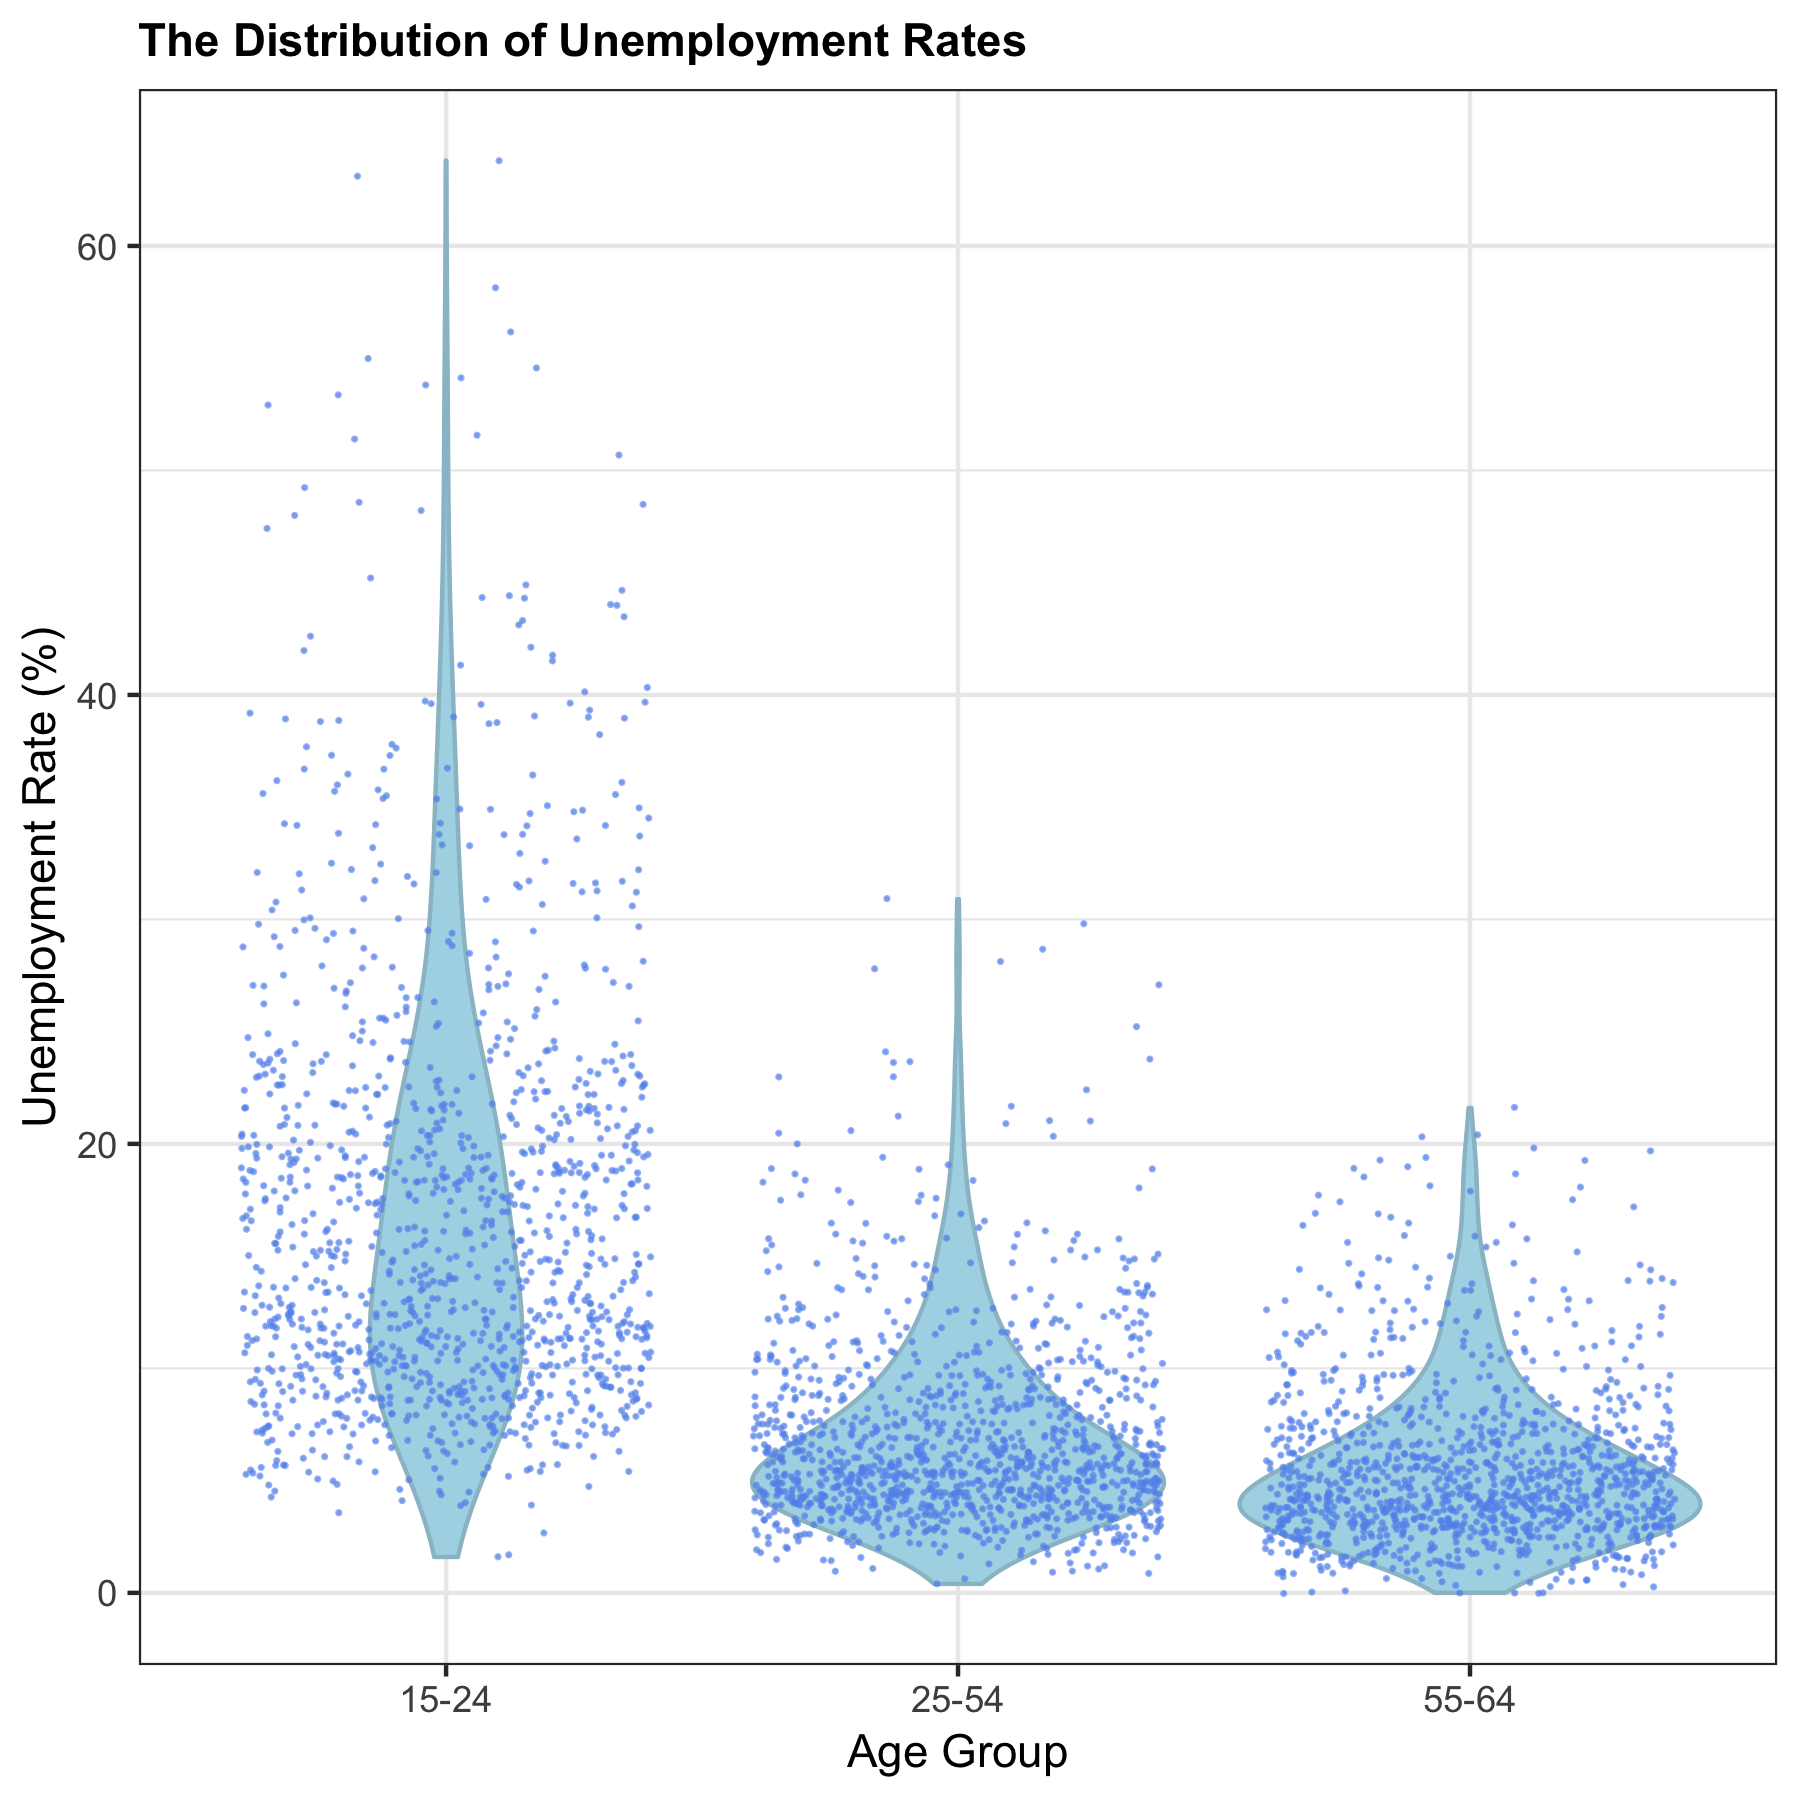 The Distribution of Unemployment Rates
Unemployment Rate (%)
60
40
20
0
15-24
25-54
55-64
Age Group